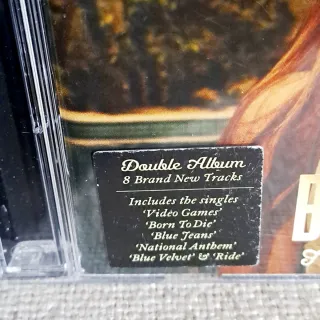 Double Album
8 Brand New Tracks
Includes the singles
'Video Games'
'Born To Die'
'Blue Jeans'
'National Anthem'
'Blue Velvet' & 'Ride'